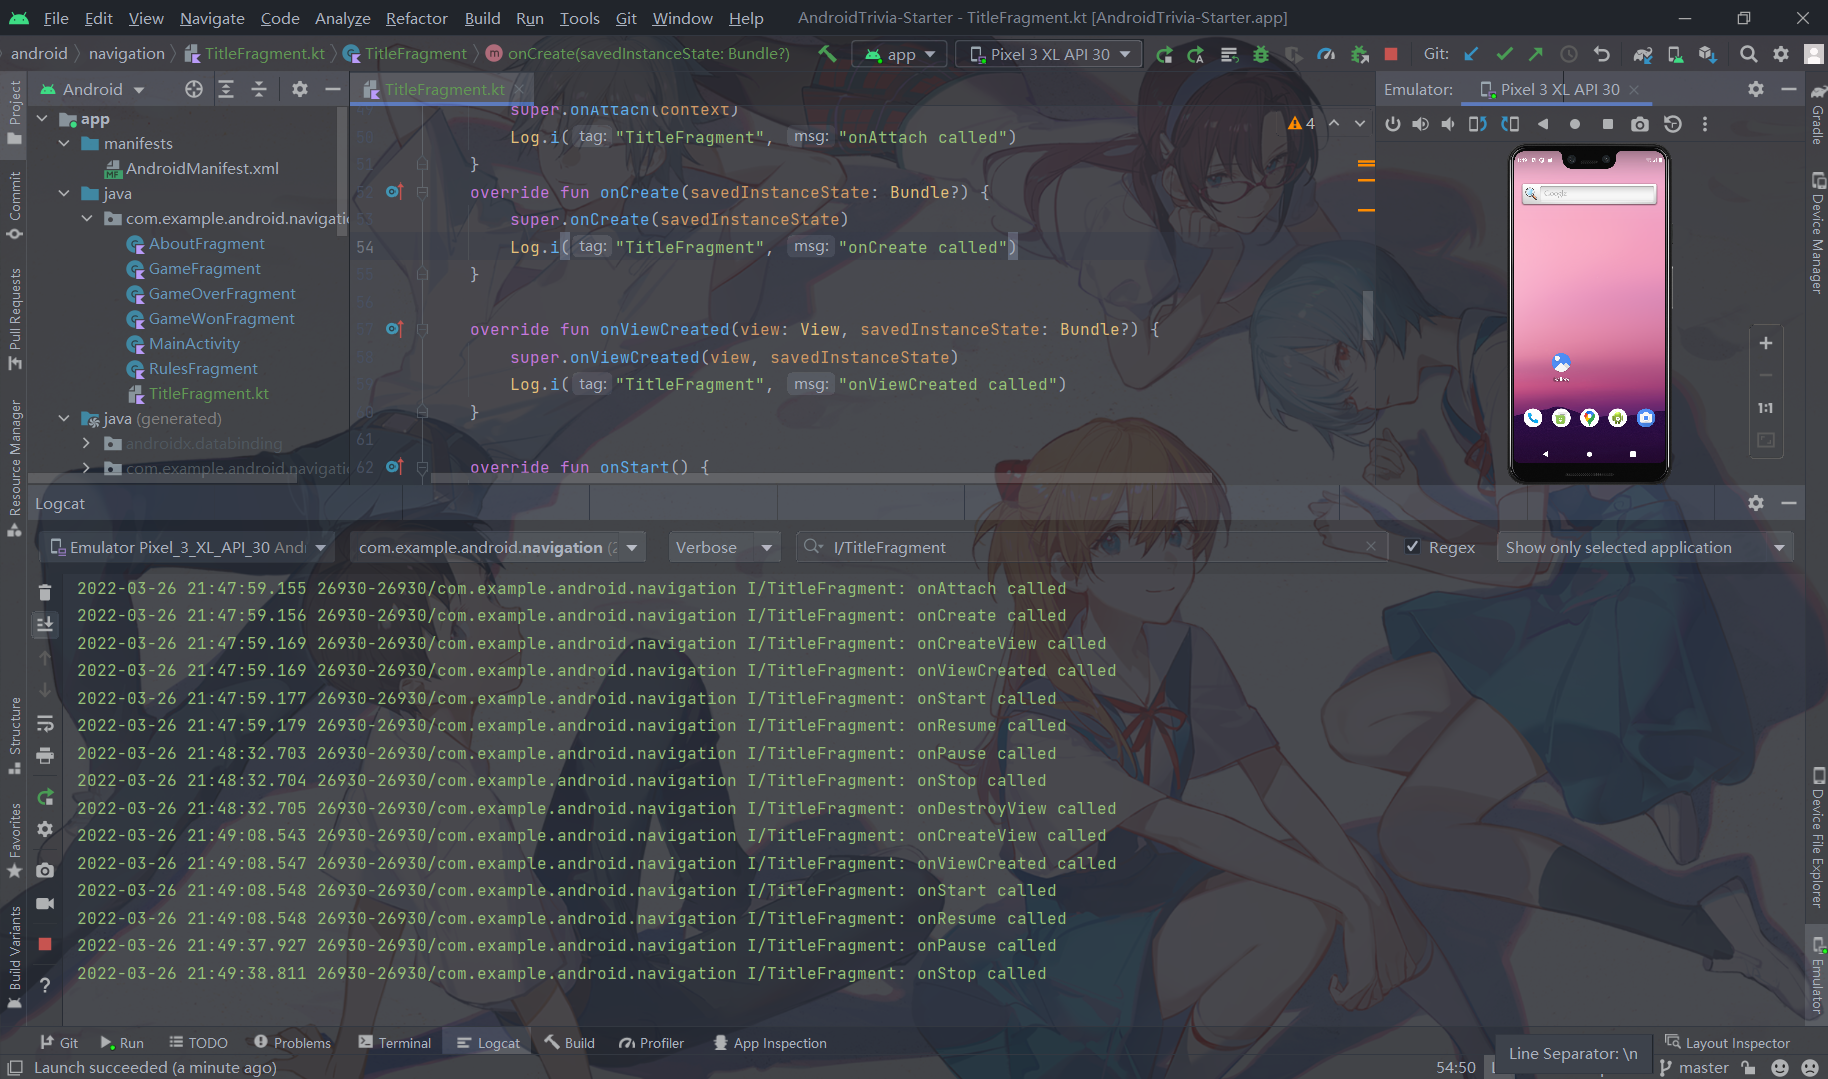 File Edit View Navigate Code Analyze Refactor Build Run Tools Git Window Help AndroidTrivia-Starter - TitleFragment.kt [AndroidTrivia-Starter.app]
android navigation TitleFragment.kt TitleFragment onCreate(savedInstanceState: Bundle?) app Pixel 3 XL API 30 Git:
Project
Commit
Pull Requests
Resource Manager
Structure
Favorites
Build Variants
Android
app
manifests
AndroidManifest.xml
java
com.example.android.navigati
AboutFragment
GameFragment
GameOverFragment
GameWonFragment
MainActivity
RulesFragment
TitleFragment.kt
java (generated)
androidx.databinding
com.example.android.navigati
TitleFragment.kt
super.onAttach(context)
50 Log.i( tag: "TitleFragment", msg: "onAttach called")
51 }
52 override fun onCreate(savedInstanceState: Bundle?) {
53 super.onCreate(savedInstanceState)
54 Log.i( tag: "TitleFragment", msg: "onCreate called")
55 }
56
57 override fun onViewCreated(view: View, savedInstanceState: Bundle?) {
58 super.onViewCreated(view, savedInstanceState)
59 Log.i( tag: "TitleFragment", msg: "onViewCreated called")
60 }
61
62 override fun onStart() {
4
Emulator: Pixel 3 XL API 30
Google
1:1
Gradle
Device Manager
Device File Explorer
Emulator
Logcat
Emulator Pixel_3_XL_API_30 Andr com.example.android.navigation (2 Verbose I/TitleFragment Regex Show only selected application
2022-03-26 21:47:59.155 26930-26930/com.example.android.navigation I/TitleFragment: onAttach called
2022-03-26 21:47:59.156 26930-26930/com.example.android.navigation I/TitleFragment: onCreate called
2022-03-26 21:47:59.169 26930-26930/com.example.android.navigation I/TitleFragment: onCreateView called
2022-03-26 21:47:59.169 26930-26930/com.example.android.navigation I/TitleFragment: onViewCreated called
2022-03-26 21:47:59.177 26930-26930/com.example.android.navigation I/TitleFragment: onStart called
2022-03-26 21:47:59.179 26930-26930/com.example.android.navigation I/TitleFragment: onResume called
2022-03-26 21:48:32.703 26930-26930/com.example.android.navigation I/TitleFragment: onPause called
2022-03-26 21:48:32.704 26930-26930/com.example.android.navigation I/TitleFragment: onStop called
2022-03-26 21:48:32.705 26930-26930/com.example.android.navigation I/TitleFragment: onDestroyView called
2022-03-26 21:49:08.543 26930-26930/com.example.android.navigation I/TitleFragment: onCreateView called
2022-03-26 21:49:08.547 26930-26930/com.example.android.navigation I/TitleFragment: onViewCreated called
2022-03-26 21:49:08.548 26930-26930/com.example.android.navigation I/TitleFragment: onStart called
2022-03-26 21:49:08.548 26930-26930/com.example.android.navigation I/TitleFragment: onResume called
2022-03-26 21:49:37.927 26930-26930/com.example.android.navigation I/TitleFragment: onPause called
2022-03-26 21:49:38.811 26930-26930/com.example.android.navigation I/TitleFragment: onStop called
Git Run TODO Problems Terminal Logcat Build Profiler App Inspection Layout Inspector
Launch succeeded (a minute ago) 54:50 Line Separator: \n master